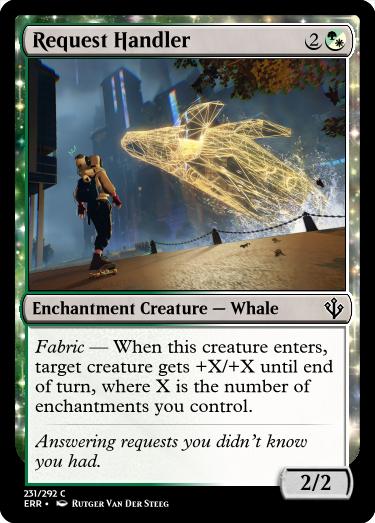 Request Handler 2
Enchantment Creature — Whale
Fabric — When this creature enters,
target creature gets +X/+X until end
of turn, where X is the number of
enchantments you control.
Answering requests you didn't know
you had.
2/2
231/292 C
ERR • Rutger Van Der Steeg